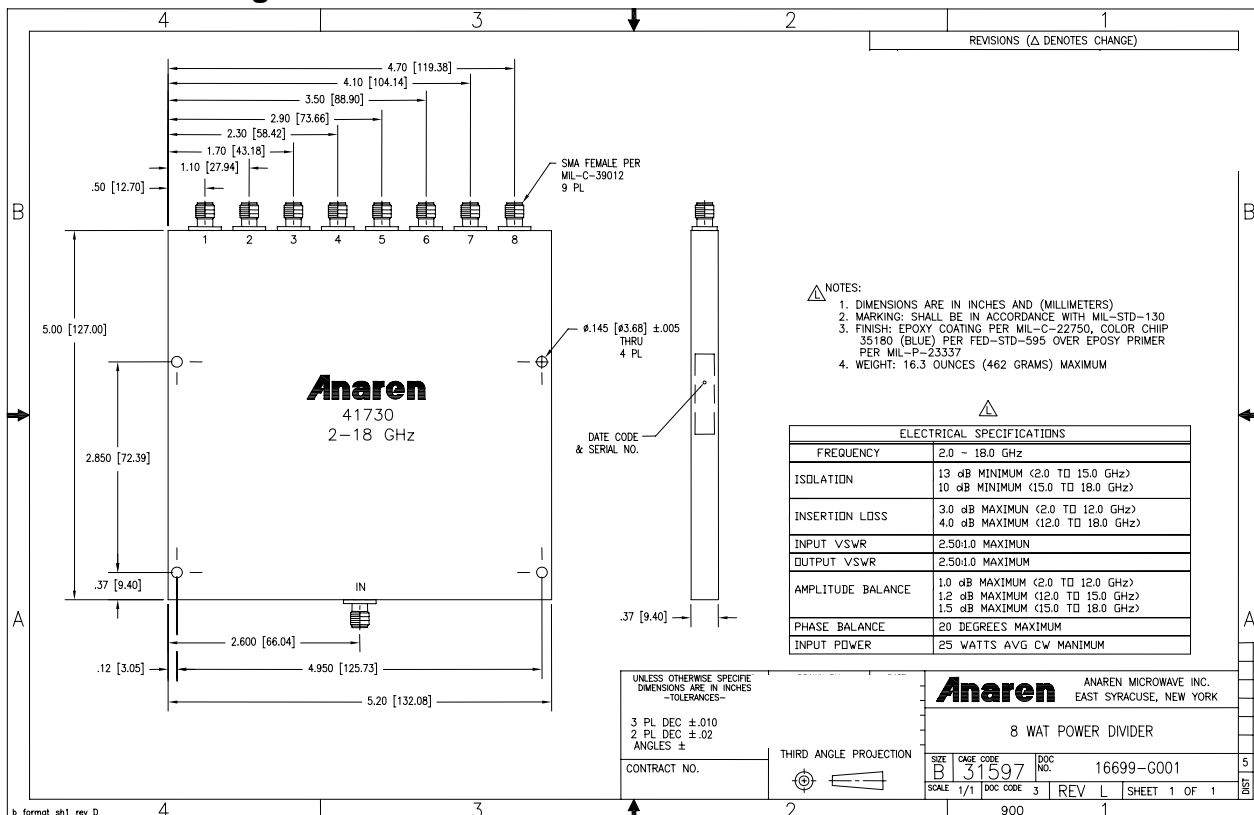 4 3 2 1
REVISIONS (△ DENOTES CHANGE)
4.70 [119.38]
4.10 [104.14]
3.50 [88.90]
2.90 [73.66]
2.30 [58.42]
1.70 [43.18]
1.10 [27.94]
.50 [12.70]
SMA FEMALE PER
MIL-C-39012
9 PL
B B
1 2 3 4 5 6 7 8
5.00 [127.00]
ø.145 [ø3.68] ±.005
THRU
4 PL
Anaren
41730
2-18 GHz
2.850 [72.39]
DATE CODE
& SERIAL NO.
.37 [9.40]
IN
A A
2.600 [66.04]
.12 [3.05]
4.950 [125.73]
5.20 [132.08]
.37 [9.40]
L NOTES:
1. DIMENSIONS ARE IN INCHES AND (MILLIMETERS)
2. MARKING: SHALL BE IN ACCORDANCE WITH MIL-STD-130
3. FINISH: EPOXY COATING PER MIL-C-22750, COLOR CHIIP
35180 (BLUE) PER FED-STD-595 OVER EPOSY PRIMER
PER MIL-P-23337
4. WEIGHT: 16.3 OUNCES (462 GRAMS) MAXIMUM
L
ELECTRICAL SPECIFICATIONS
FREQUENCY 2.0 - 18.0 GHz
ISOLATION 13 dB MINIMUM (2.0 TO 15.0 GHz)
10 dB MINIMUM (15.0 TO 18.0 GHz)
INSERTION LOSS 3.0 dB MAXIMUN (2.0 TO 12.0 GHz)
4.0 dB MAXIMUM (12.0 TO 18.0 GHz)
INPUT VSWR 2.50:1.0 MAXIMUN
OUTPUT VSWR 2.50:1.0 MAXIMUM
AMPLITUDE BALANCE 1.0 dB MAXIMUM (2.0 TO 12.0 GHz)
1.2 dB MAXIMUM (12.0 TO 15.0 GHz)
1.5 dB MAXIMUM (15.0 TO 18.0 GHz)
PHASE BALANCE 20 DEGREES MAXIMUM
INPUT POWER 25 WATTS AVG CW MANIMUM
UNLESS OTHERWISE SPECIFIE
DIMENSIONS ARE IN INCHES
-TOLERANCES-
3 PL DEC ±.010
2 PL DEC ±.02
ANGLES ±
CONTRACT NO.
THIRD ANGLE PROJECTION
Anaren
ANAREN MICROWAVE INC.
EAST SYRACUSE, NEW YORK
8 WAT POWER DIVIDER
SIZE B CAGE CODE 31597 DOC NO. 16699-G001
SCALE 1/1 DOC CODE 3 REV L SHEET 1 OF 1
5
DIST
b format sh1 rev D
4 3 2 900 1